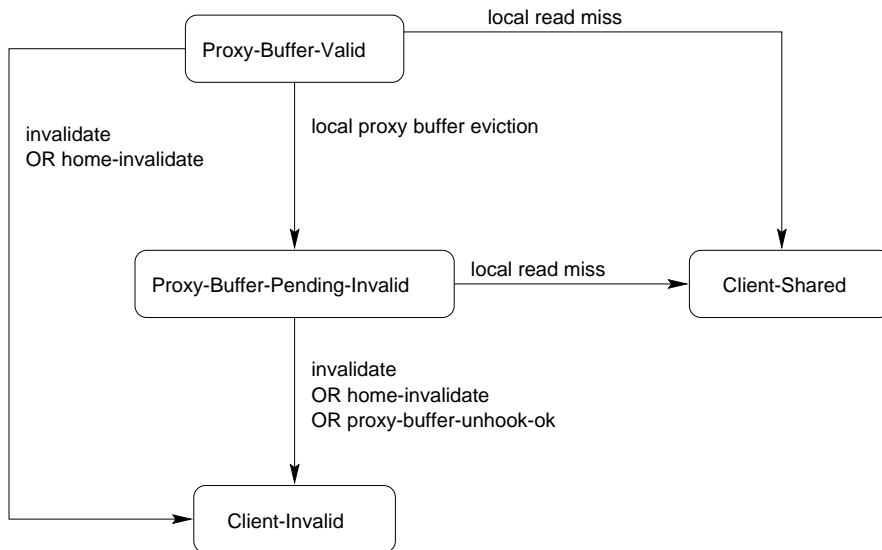 local read miss
Proxy-Buffer-Valid
local proxy buffer eviction
invalidate
OR home-invalidate
local read miss
Proxy-Buffer-Pending-Invalid
Client-Shared
invalidate
OR home-invalidate
OR proxy-buffer-unhook-ok
Client-Invalid